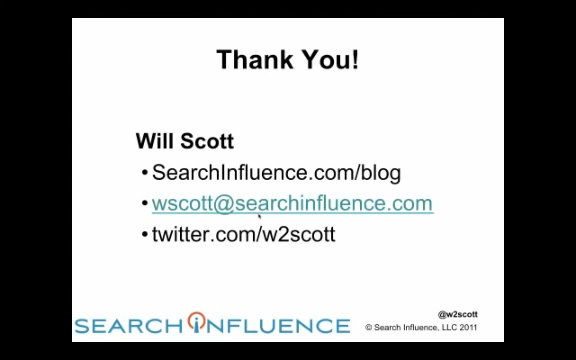 Thank You!
Will Scott
• SearchInfluence.com/blog
• wscott@searchinfluence.com
• twitter.com/w2scott
@w2scott
SEARCH INFLUENCE
© Search Influence, LLC 2011